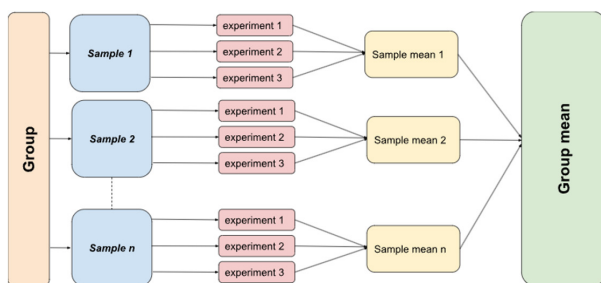 Group
Sample 1
experiment 1
experiment 2
experiment 3
Sample mean 1
Sample 2
experiment 1
experiment 2
experiment 3
Sample mean 2
Sample n
experiment 1
experiment 2
experiment 3
Sample mean n
Group mean